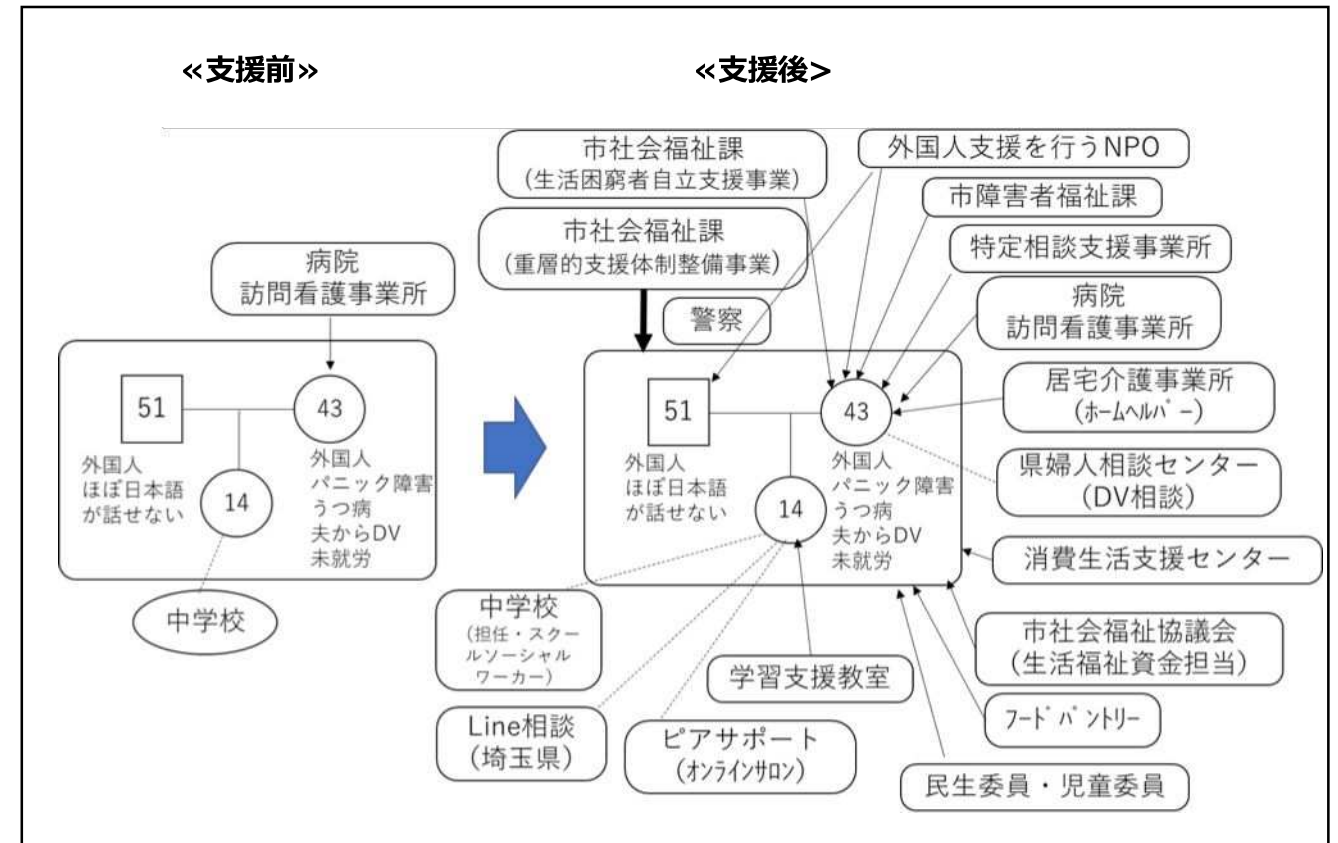 ≪支援前≫
≪支援後>
病院
訪問看護事業所
51
43
外国人
ほぼ日本語
が話せない
14
外国人
パニック障害
うつ病
夫からDV
未就労
中学校
市社会福祉課
(生活困窮者自立支援事業)
市社会福祉課
(重層的支援体制整備事業)
警察
外国人支援を行うNPO
市障害者福祉課
特定相談支援事業所
病院
訪問看護事業所
居宅介護事業所
(ﾎｰﾑﾍﾙﾊﾟｰ)
県婦人相談センター
(DV相談)
消費生活支援センター
市社会福祉協議会
(生活福祉資金担当)
ﾌｰﾄﾞﾊﾟﾝﾄﾘｰ
民生委員・児童委員
51
43
外国人
ほぼ日本語
が話せない
14
外国人
パニック障害
うつ病
夫からDV
未就労
中学校
(担任・スクー
ルソーシャル
ワーカー)
学習支援教室
Line相談
(埼玉県)
ピアサポート
(ｵﾝﾗｲﾝｻﾛﾝ)